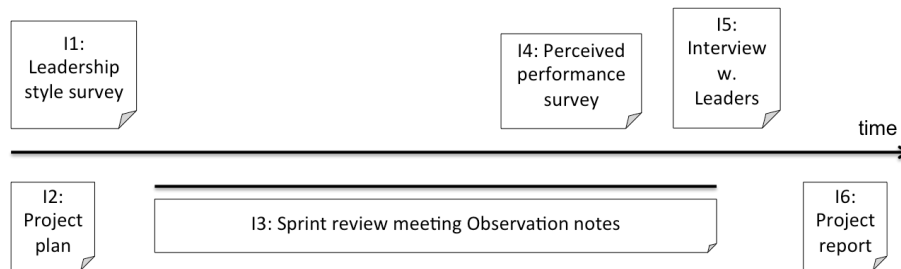 I1:
Leadership
style survey
I4: Perceived
performance
survey
I5:
Interview
w.
Leaders
time
I2:
Project
plan
I3: Sprint review meeting Observation notes
I6:
Project
report